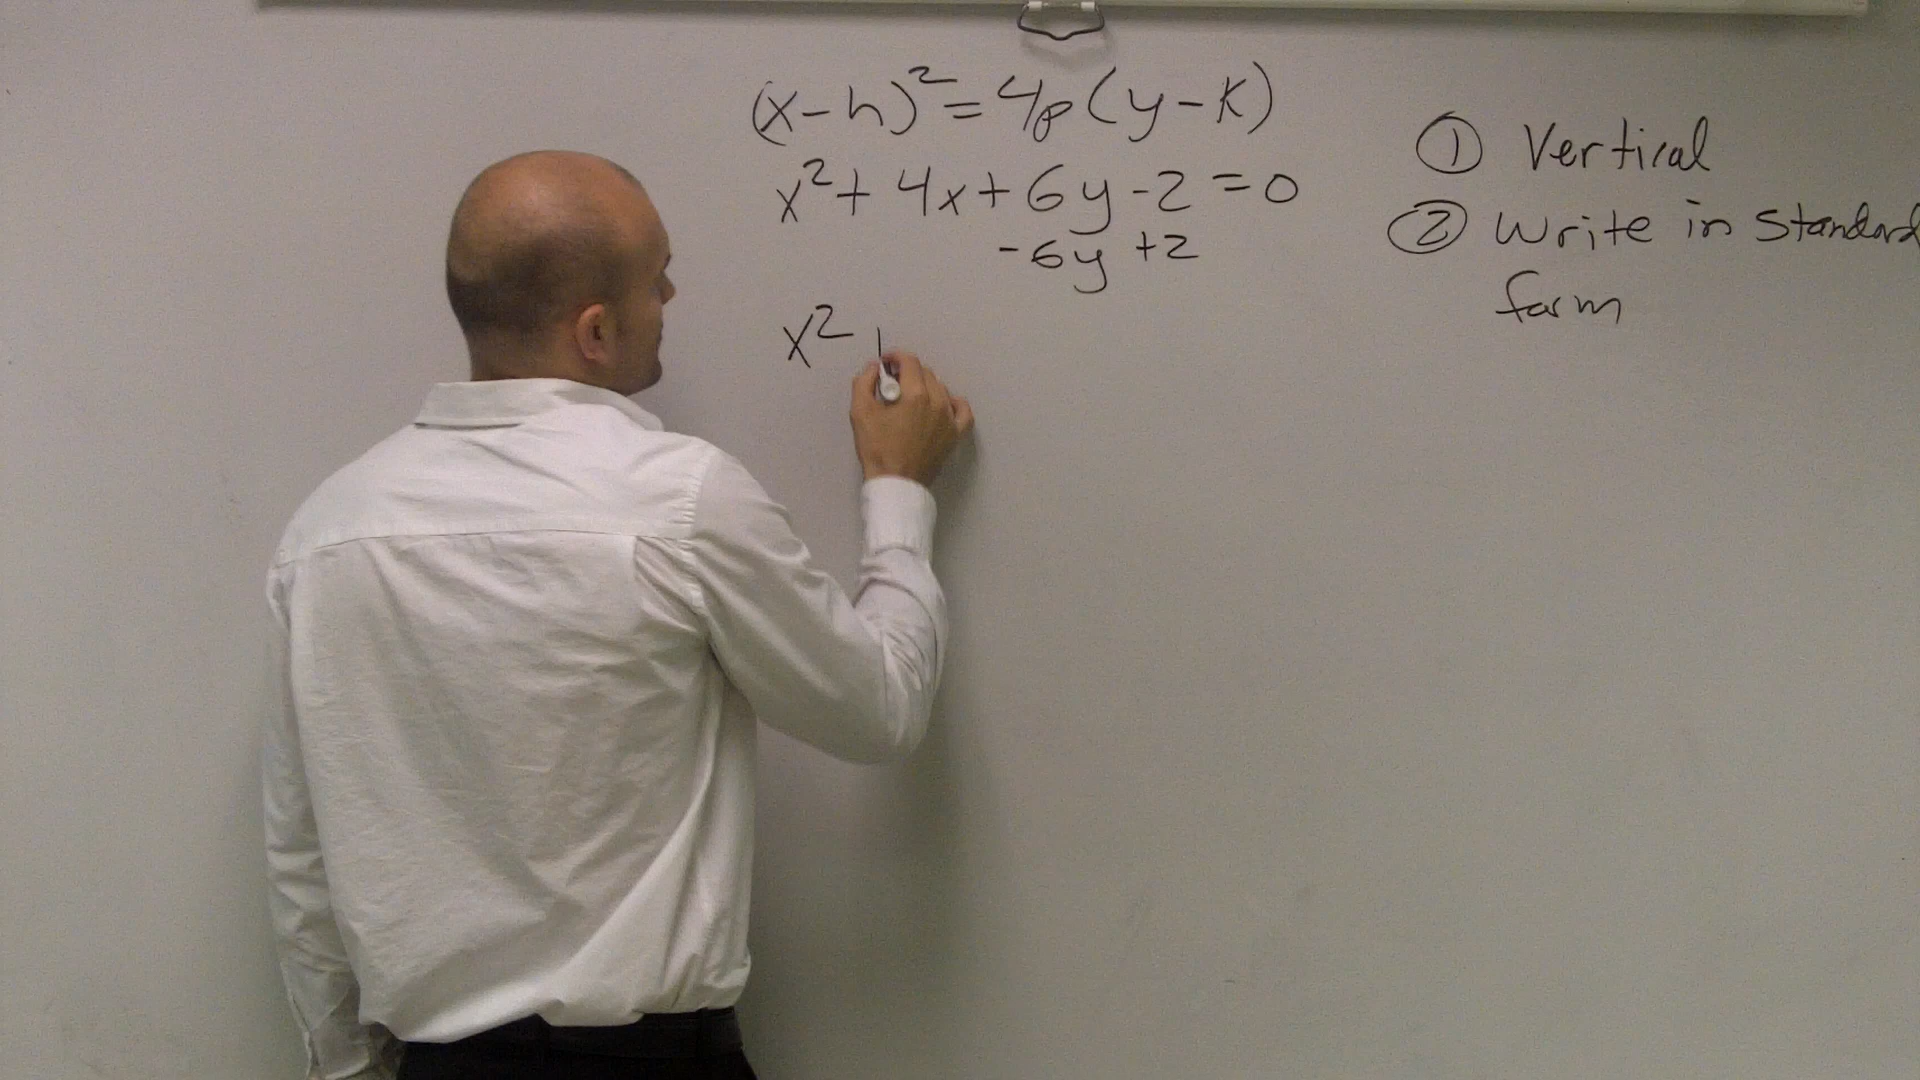 (x-h)²=4p(y-k)
x²+4x+6y-2=0
-6y +2
x²
① Vertical
② Write in Standard
form